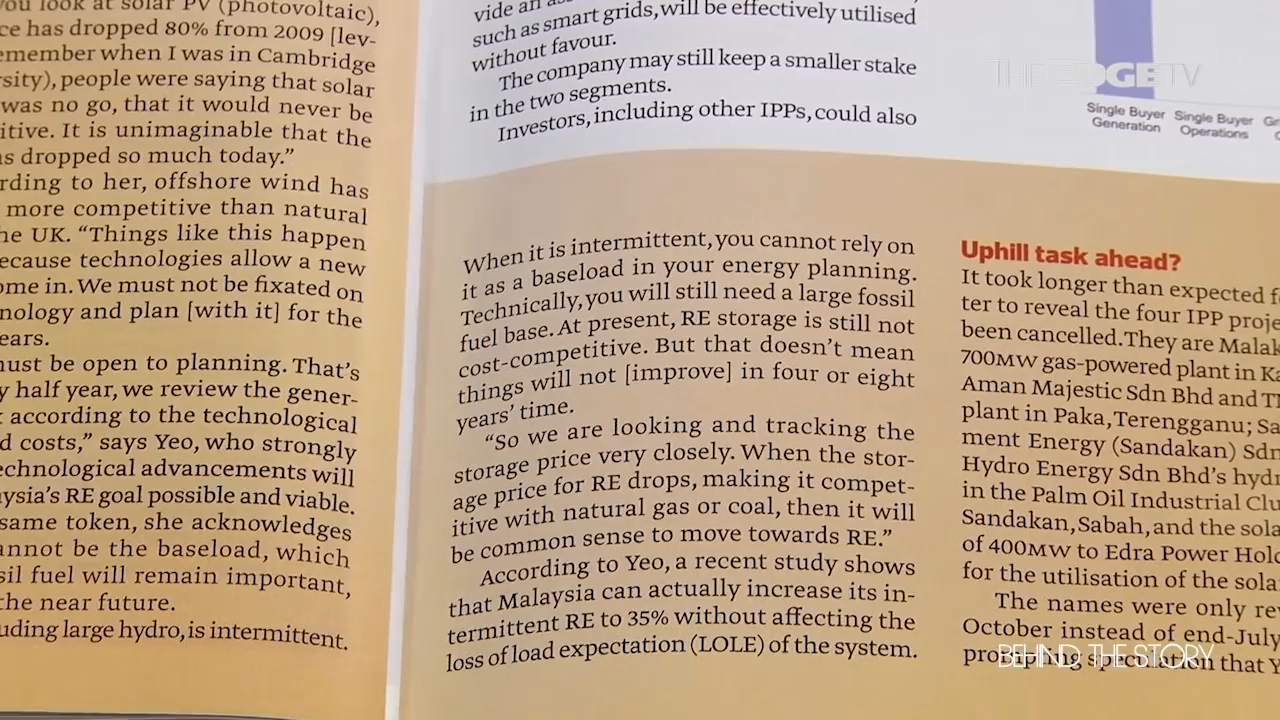 you look at solar PV (photovoltaic),
ce has dropped 80% from 2009 [lev-
emember when I was in Cambridge
rsity), people were saying that solar
was no go, that it would never be
itive. It is unimaginable that the
s dropped so much today.”
rding to her, offshore wind has
more competitive than natural
he UK. “Things like this happen
ecause technologies allow a new
ome in. We must not be fixated on
nology and plan [with it] for the
ears.
must be open to planning. That’s
y half year, we review the gener-
according to the technological
d costs,” says Yeo, who strongly
echnological advancements will
ysia’s RE goal possible and viable.
same token, she acknowledges
annot be the baseload, which
sil fuel will remain important,
the near future.
uding large hydro, is intermittent.
vide an
such as smart grids, will be effectively utilised
without favour.
The company may still keep a smaller stake
in the two segments.
Investors, including other IPPs, could also
When it is intermittent, you cannot rely on
it as a baseload in your energy planning.
Technically, you will still need a large fossil
fuel base. At present, RE storage is still not
cost-competitive. But that doesn’t mean
things will not [improve] in four or eight
years’ time.
“So we are looking and tracking the
storage price very closely. When the stor-
age price for RE drops, making it compet-
itive with natural gas or coal, then it will
be common sense to move towards RE.”
According to Yeo, a recent study shows
that Malaysia can actually increase its in-
termittent RE to 35% without affecting the
loss of load expectation (LOLE) of the system.
THE EDGE TV
Single Buyer
Generation
Single Buyer
Operations
Uphill task ahead?
It took longer than expected f
ter to reveal the four IPP proje
been cancelled. They are Malak
700MW gas-powered plant in Ka
Aman Majestic Sdn Bhd and T
plant in Paka, Terengganu; Sa
ment Energy (Sandakan) Sdn
Hydro Energy Sdn Bhd’s hydr
in the Palm Oil Industrial Clu
Sandakan, Sabah, and the sola
of 400MW to Edra Power Hold
for the utilisation of the sola
The names were only rev
October instead of end-July
prompting speculation that Y
BEHIND THE STORY